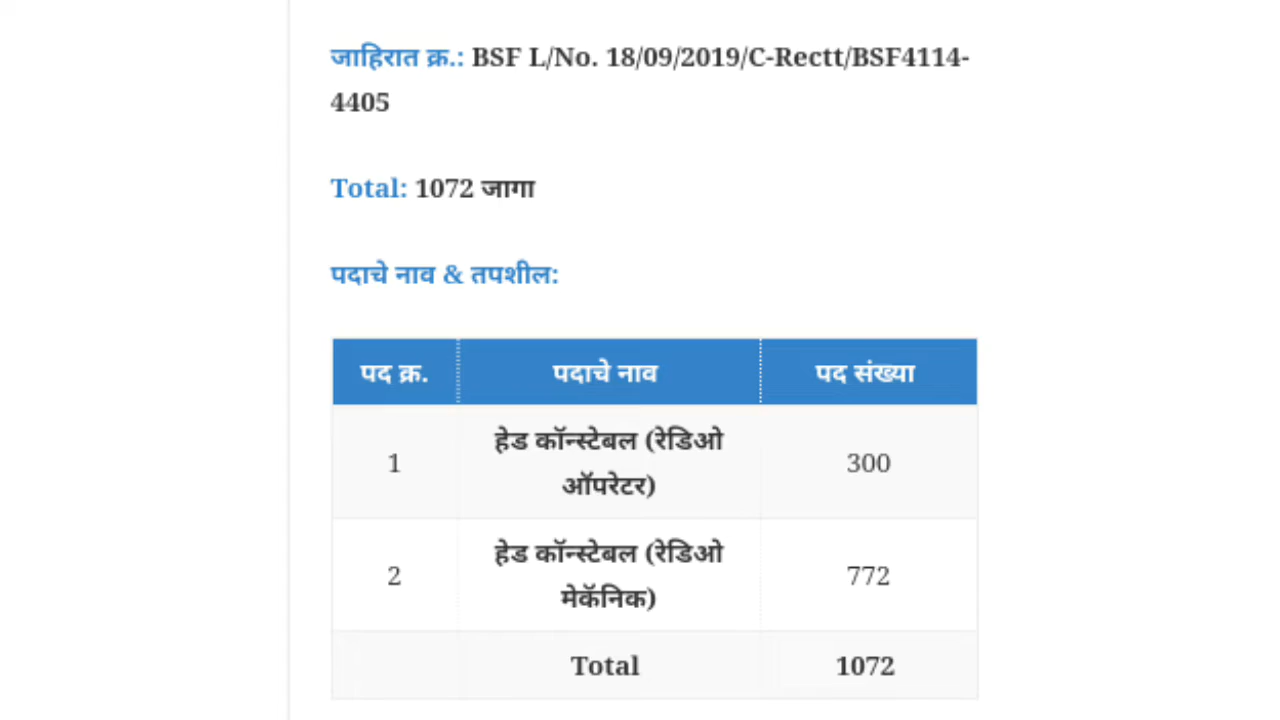 जाहिरात क्र.: BSF L/No. 18/09/2019/C-Rectt/BSF4114-
4405
Total: 1072 जागा
पदाचे नाव & तपशील:
पद क्र. पदाचे नाव पद संख्या
1 हेड कॉन्स्टेबल (रेडिओ ऑपरेटर) 300
2 हेड कॉन्स्टेबल (रेडिओ मेकॅनिक) 772
Total 1072